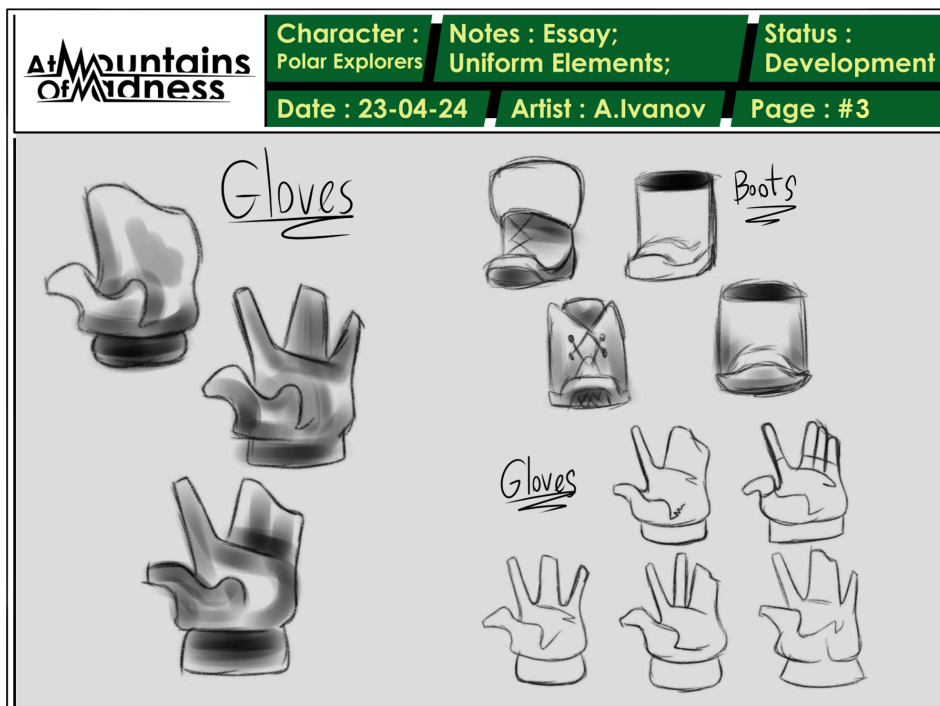 At Mountains
Of Madness
Character :
Polar Explorers
Notes : Essay;
Uniform Elements;
Status :
Development
Date : 23-04-24
Artist : A.Ivanov
Page : #3
Gloves
Boots
Gloves